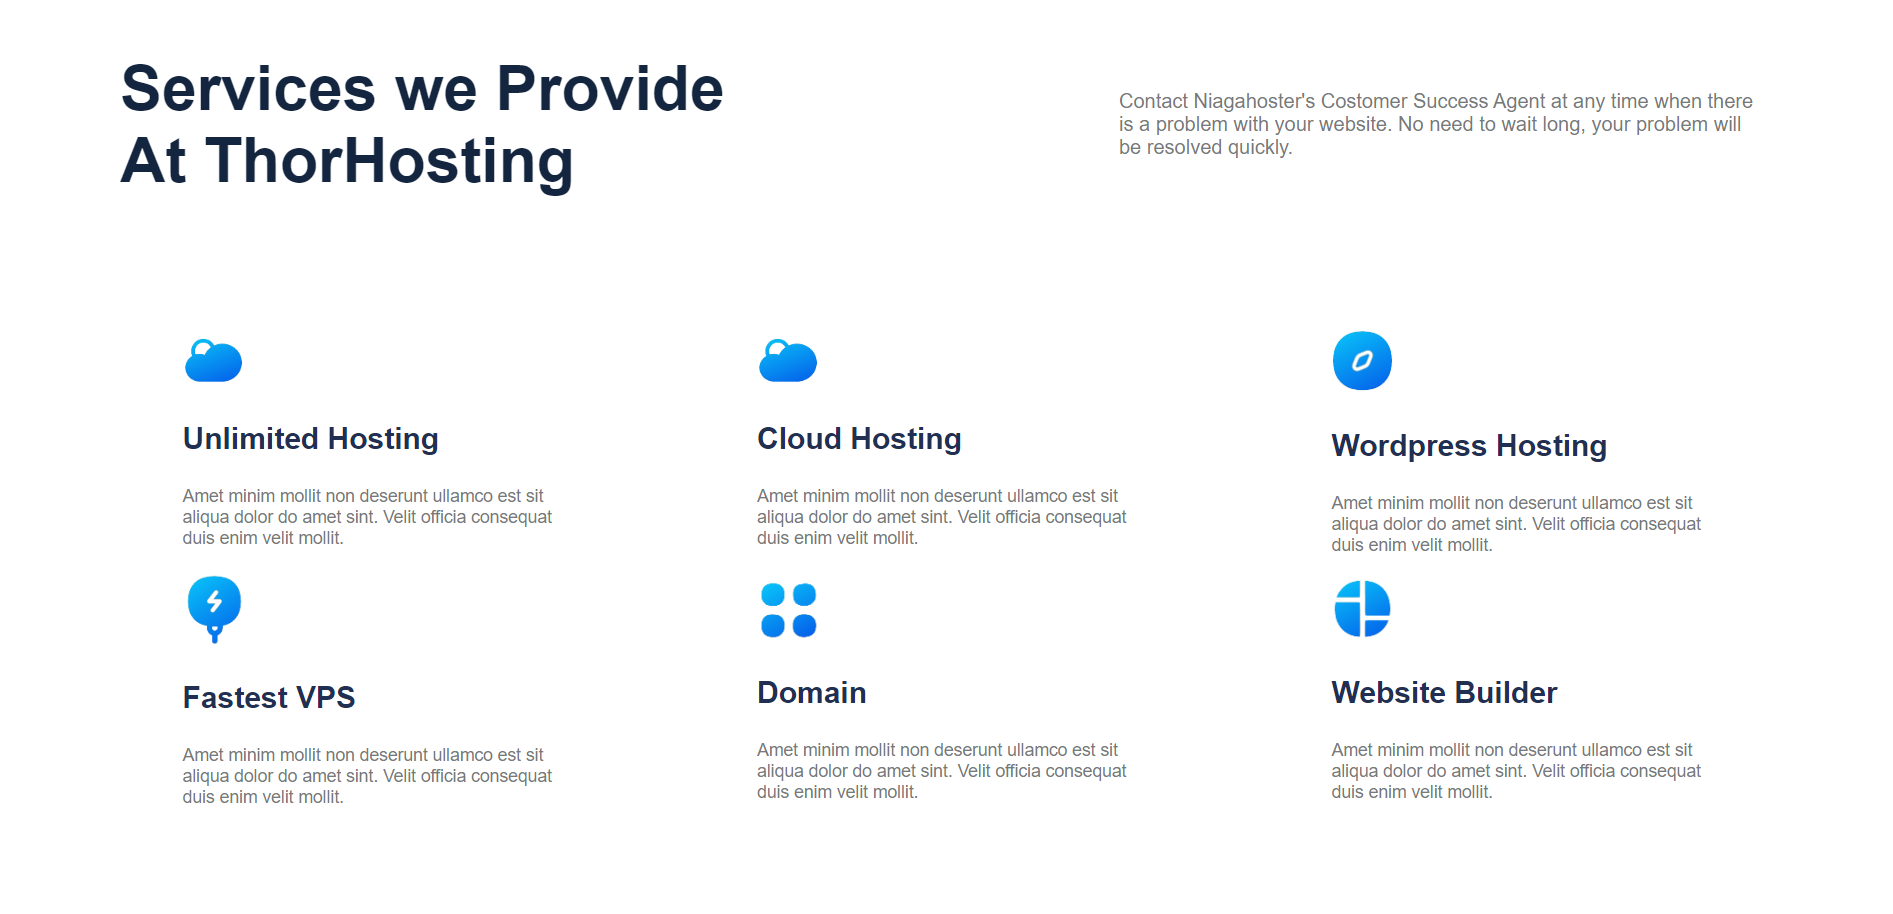 Services we Provide
At ThorHosting
Contact Niagahoster's Costomer Success Agent at any time when there
is a problem with your website. No need to wait long, your problem will
be resolved quickly.
Unlimited Hosting
Amet minim mollit non deserunt ullamco est sit
aliqua dolor do amet sint. Velit officia consequat
duis enim velit mollit.
Cloud Hosting
Amet minim mollit non deserunt ullamco est sit
aliqua dolor do amet sint. Velit officia consequat
duis enim velit mollit.
Wordpress Hosting
Amet minim mollit non deserunt ullamco est sit
aliqua dolor do amet sint. Velit officia consequat
duis enim velit mollit.
Fastest VPS
Amet minim mollit non deserunt ullamco est sit
aliqua dolor do amet sint. Velit officia consequat
duis enim velit mollit.
Domain
Amet minim mollit non deserunt ullamco est sit
aliqua dolor do amet sint. Velit officia consequat
duis enim velit mollit.
Website Builder
Amet minim mollit non deserunt ullamco est sit
aliqua dolor do amet sint. Velit officia consequat
duis enim velit mollit.